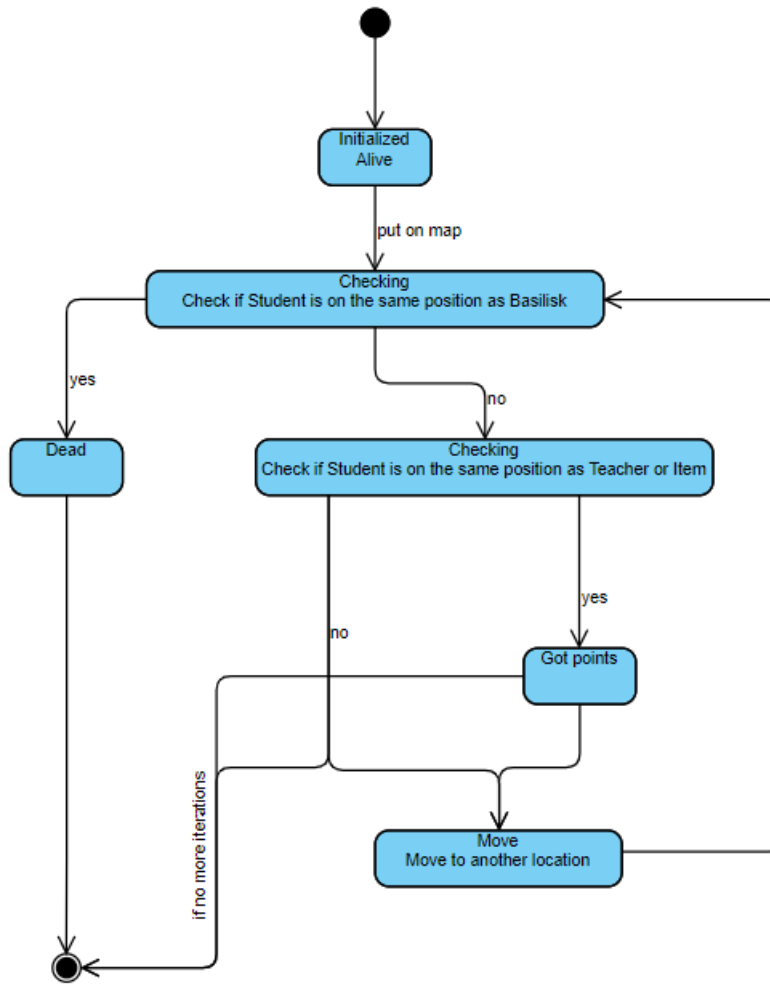 Initialized
Alive
put on map
Checking
Check if Student is on the same position as Basilisk
yes
no
Dead
Checking
Check if Student is on the same position as Teacher or Item
yes
no
Got points
if no more iterations
Move
Move to another location